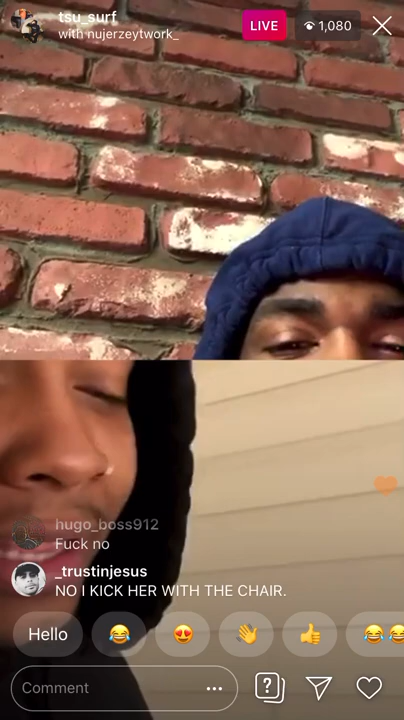 tsu_surf
with nujerzeytwork_
LIVE
1,080
hugo_boss912
Fuck no
_trustinjesus
NO I KICK HER WITH THE CHAIR.
Hello
Comment